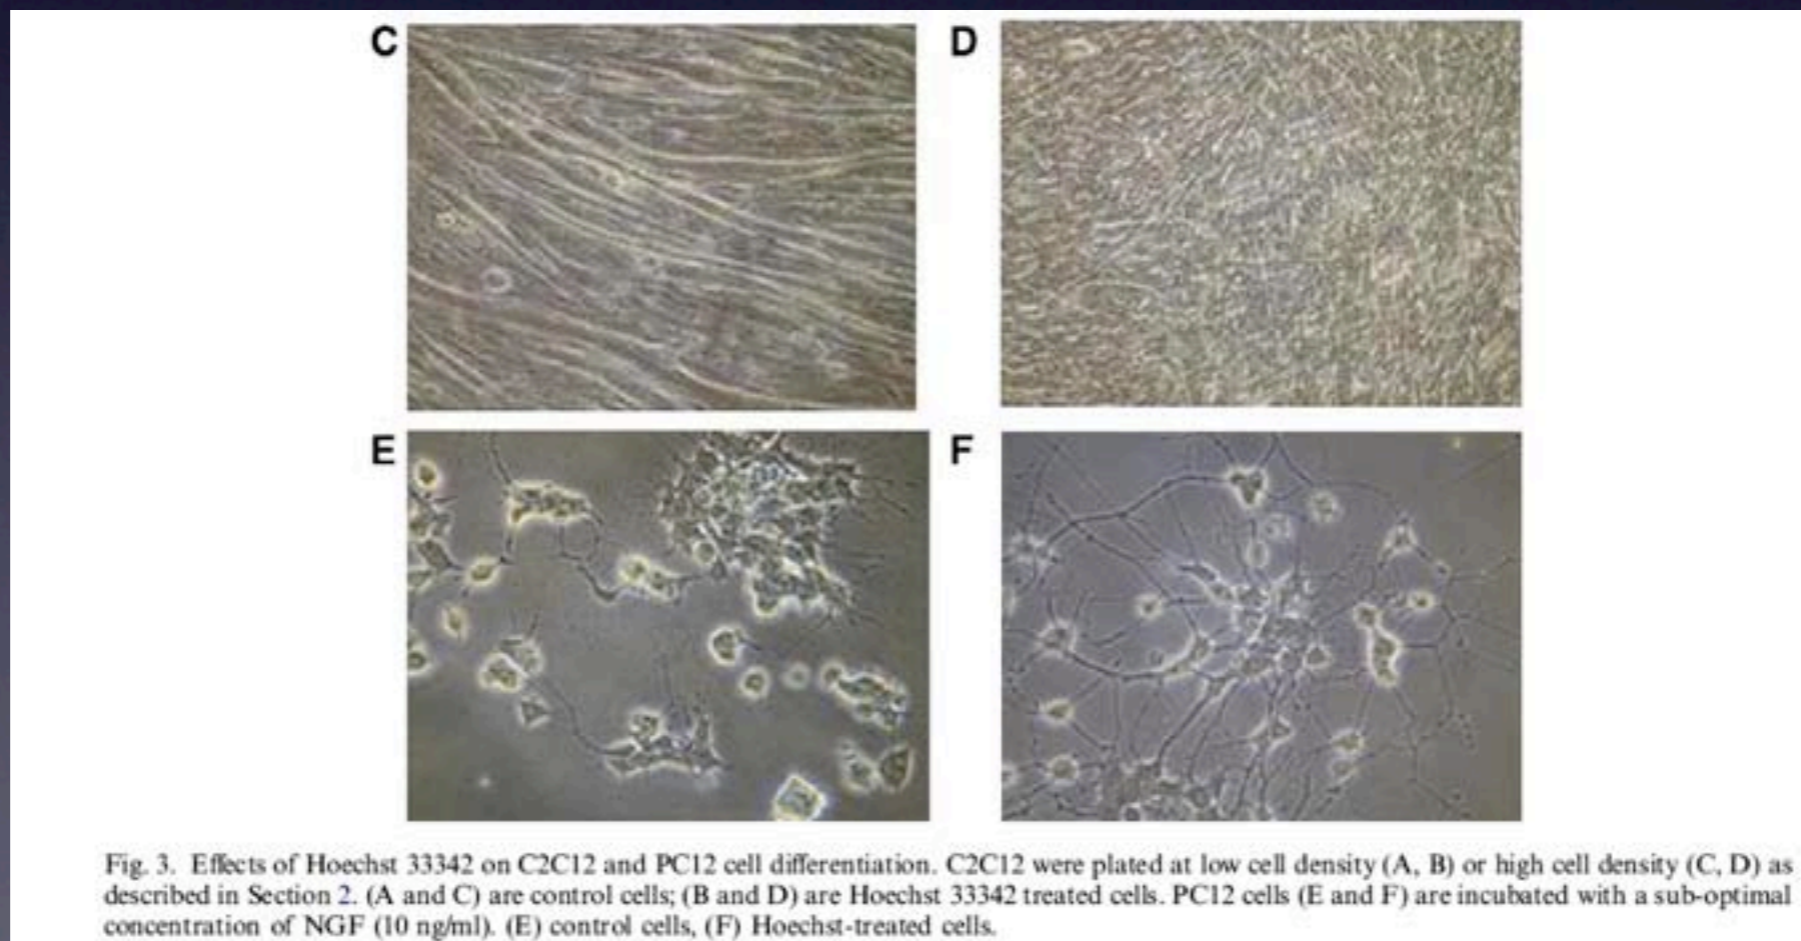 C D
E F
Fig. 3. Effects of Hoechst 33342 on C2C12 and PC12 cell differentiation. C2C12 were plated at low cell density (A, B) or high cell density (C, D) as
described in Section 2. (A and C) are control cells; (B and D) are Hoechst 33342 treated cells. PC12 cells (E and F) are incubated with a sub-optimal
concentration of NGF (10 ng/ml). (E) control cells, (F) Hoechst-treated cells.